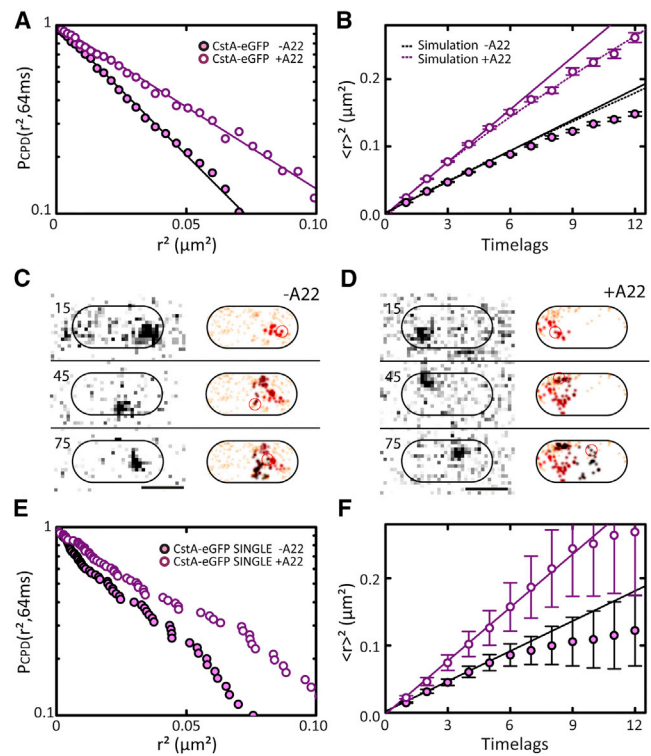 A
1
CstA-eGFP -A22
CstA-eGFP +A22
PCPD(r²,64ms)
0.1
0 0.05 0.10
r² (µm²)
B
Simulation -A22
Simulation +A22
<r>² (µm²)
0.2
0.1
0.0
0 3 6 9 12
Timelags
C
-A22
15
45
75
D
+A22
15
45
75
E
1
CstA-eGFP SINGLE -A22
CstA-eGFP SINGLE +A22
PCPD(r²,64ms)
0.1
0 0.05 0.10
r² (µm²)
F
<r>² (µm²)
0.2
0.1
0.0
0 3 6 9 12
Timelags